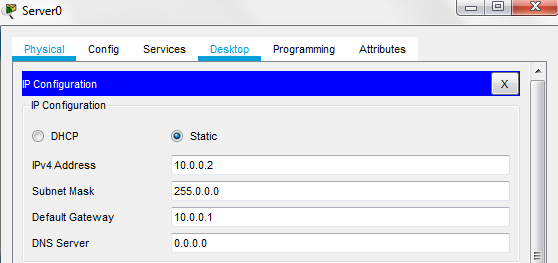 Server0
Physical Config Services Desktop Programming Attributes
IP Configuration X
IP Configuration
DHCP Static
IPv4 Address 10.0.0.2
Subnet Mask 255.0.0.0
Default Gateway 10.0.0.1
DNS Server 0.0.0.0